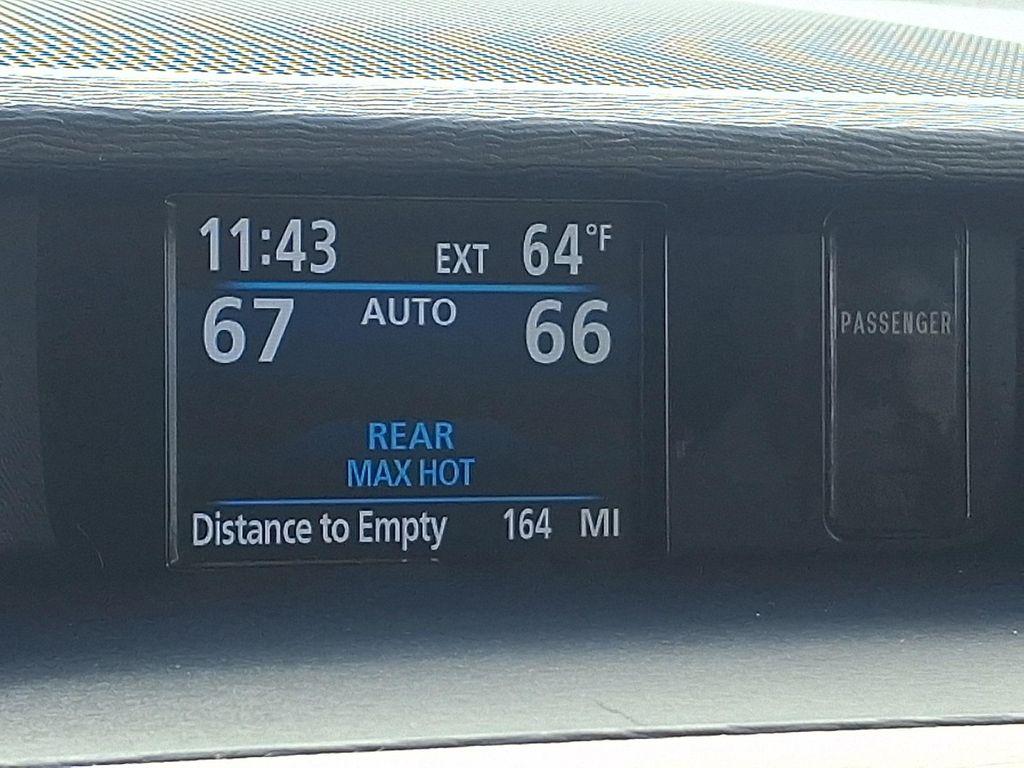 11:43 EXT 64°F
67 AUTO 66
PASSENGER
REAR
MAX HOT
Distance to Empty 164 MI